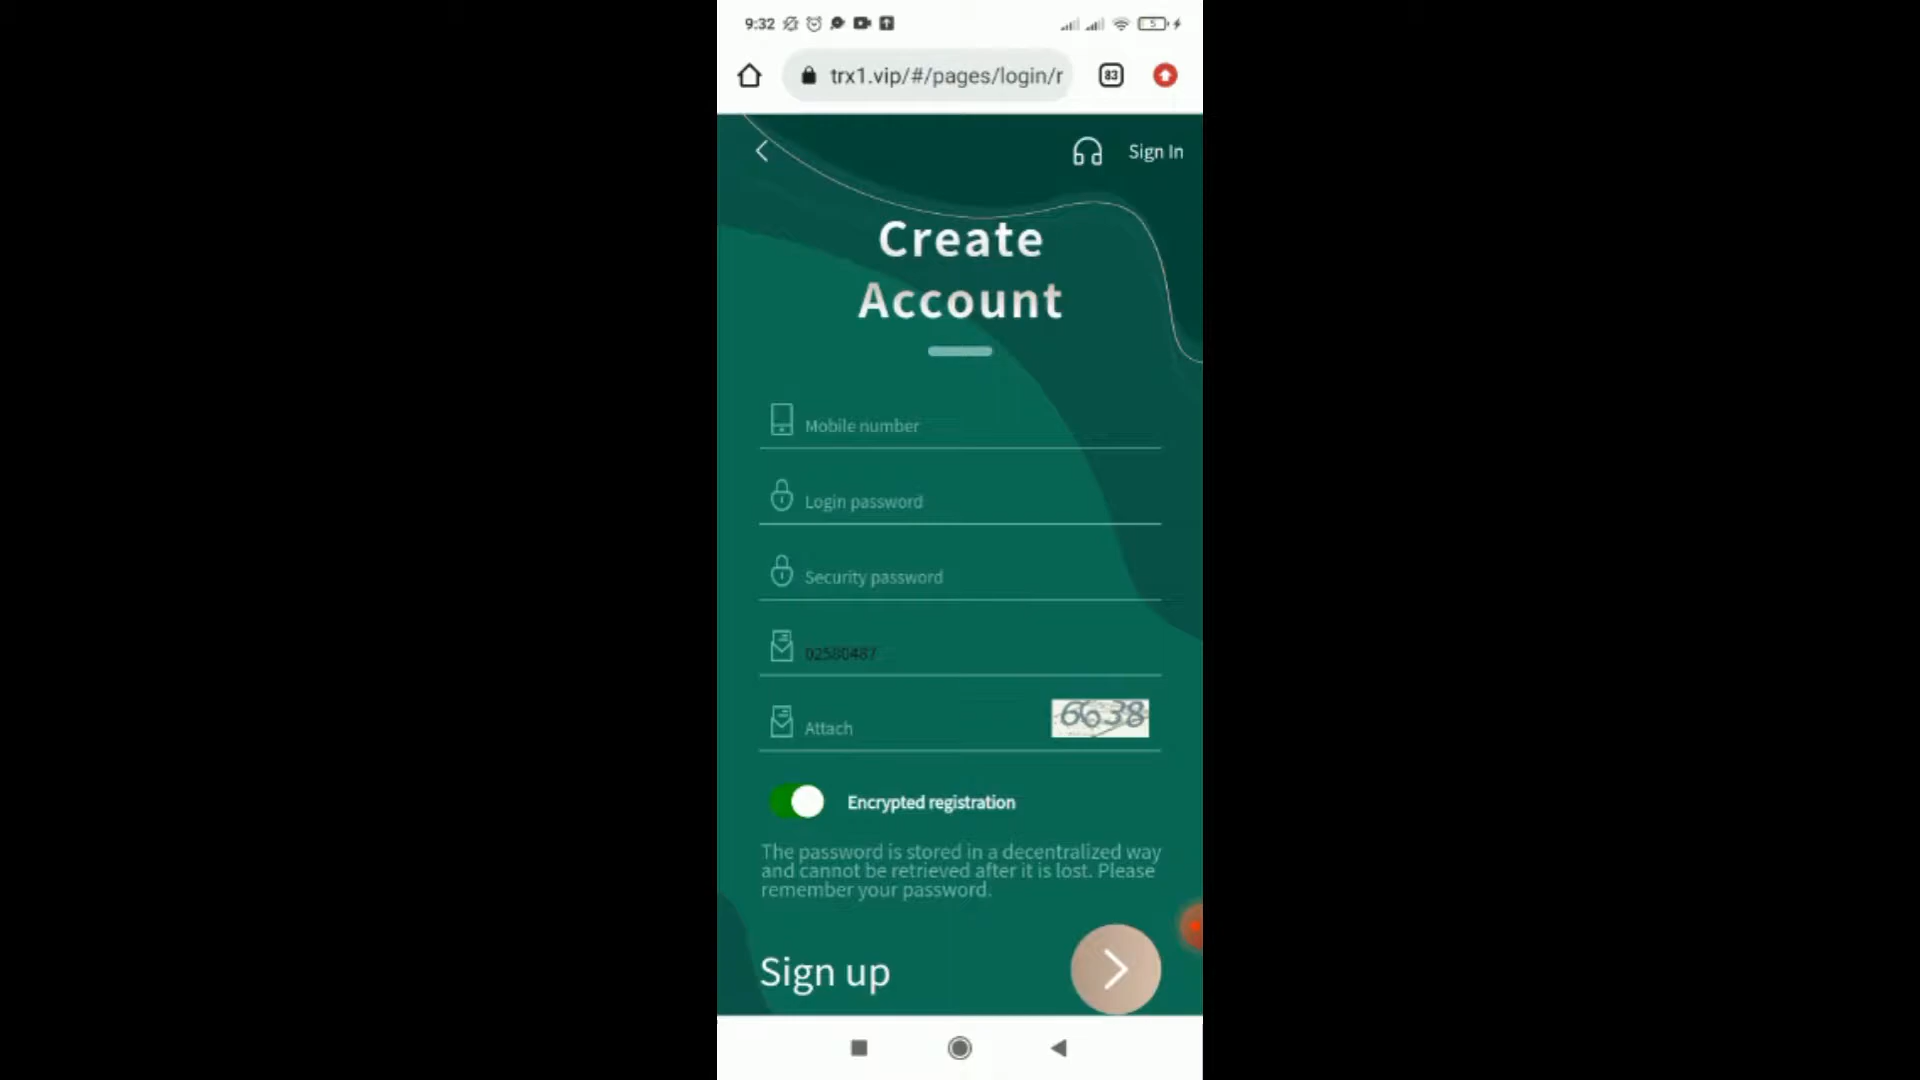 9:32
5
trx1.vip/#/pages/login/r
83
Sign In
Create
Account
Mobile number
Login password
Security password
02580487
Attach
6638
Encrypted registration
The password is stored in a decentralized way
and cannot be retrieved after it is lost. Please
remember your password.
Sign up